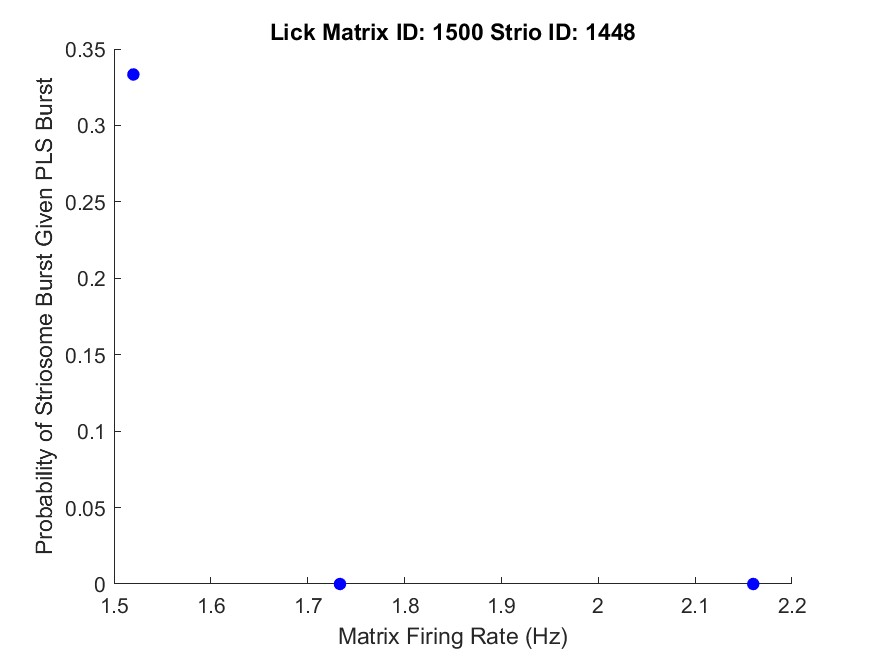 Lick Matrix ID: 1500 Strio ID: 1448
Probability of Striosome Burst Given PLS Burst
0.35
0.3
0.25
0.2
0.15
0.1
0.05
0
1.5 1.6 1.7 1.8 1.9 2 2.1 2.2
Matrix Firing Rate (Hz)